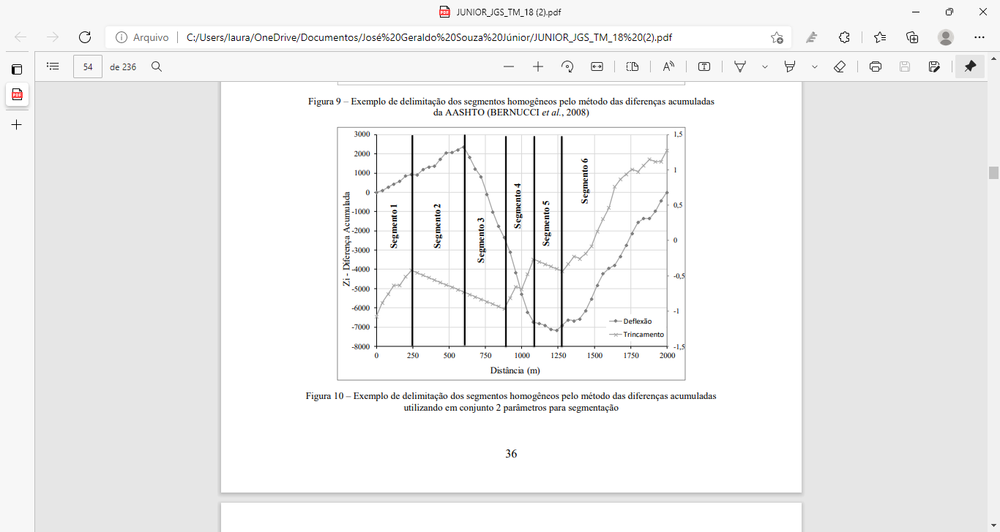 JUNIOR_JGS_TM_18 (2).pdf
Arquivo
C:/Users/laura/OneDrive/Documentos/José%20Geraldo%20Souza%20Júnior/JUNIOR_JGS_TM_18%20(2).pdf
54 de 236
Figura 9 – Exemplo de delimitação dos segmentos homogêneos pelo método das diferenças acumuladas
da AASHTO (BERNUCCI et al., 2008)
Zi - Diferença Acumulada
3000
2000
1000
0
-1000
-2000
-3000
-4000
-5000
-6000
-7000
-8000
Segmento 1
Segmento 2
Segmento 3
Segmento 4
Segmento 5
Segmento 6
1,5
1
0,5
0
-0,5
-1
-1,5
Deflexão
Trincamento
0 250 500 750 1000 1250 1500 1750 2000
Distância (m)
Figura 10 – Exemplo de delimitação dos segmentos homogêneos pelo método das diferenças acumuladas
utilizando em conjunto 2 parâmetros para segmentação
36